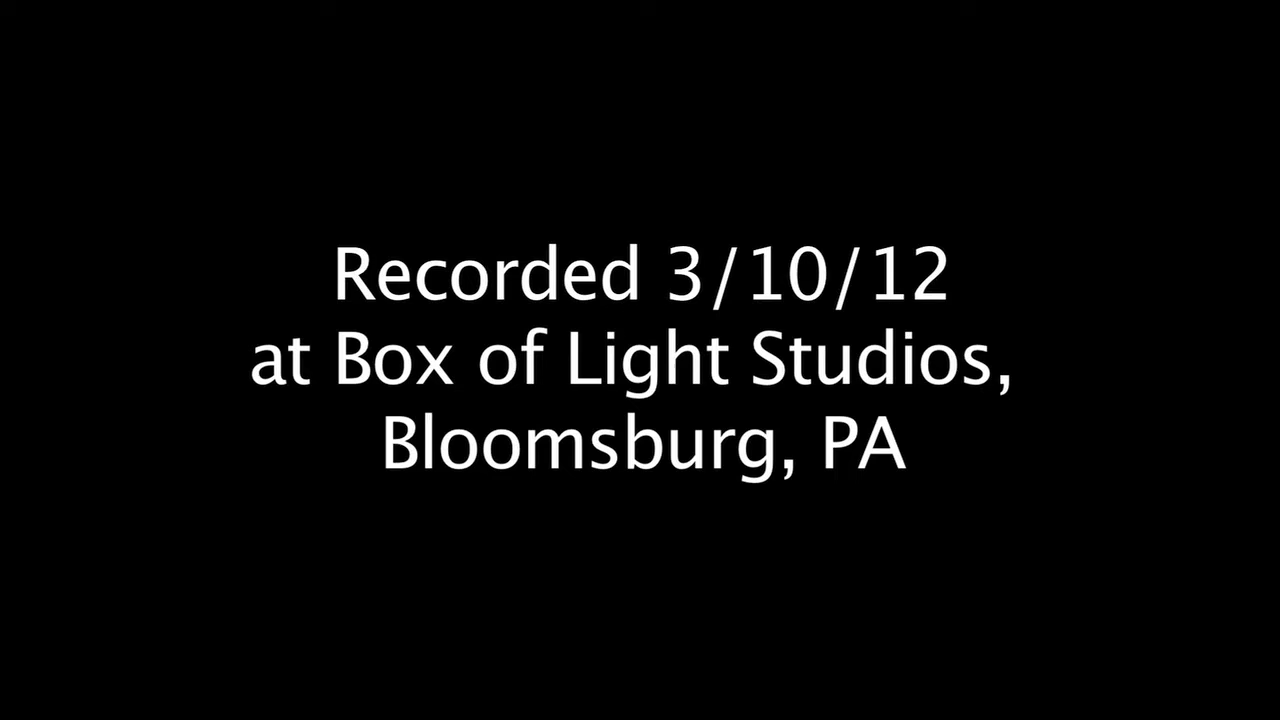 Recorded 3/10/12
at Box of Light Studios,
Bloomsburg, PA